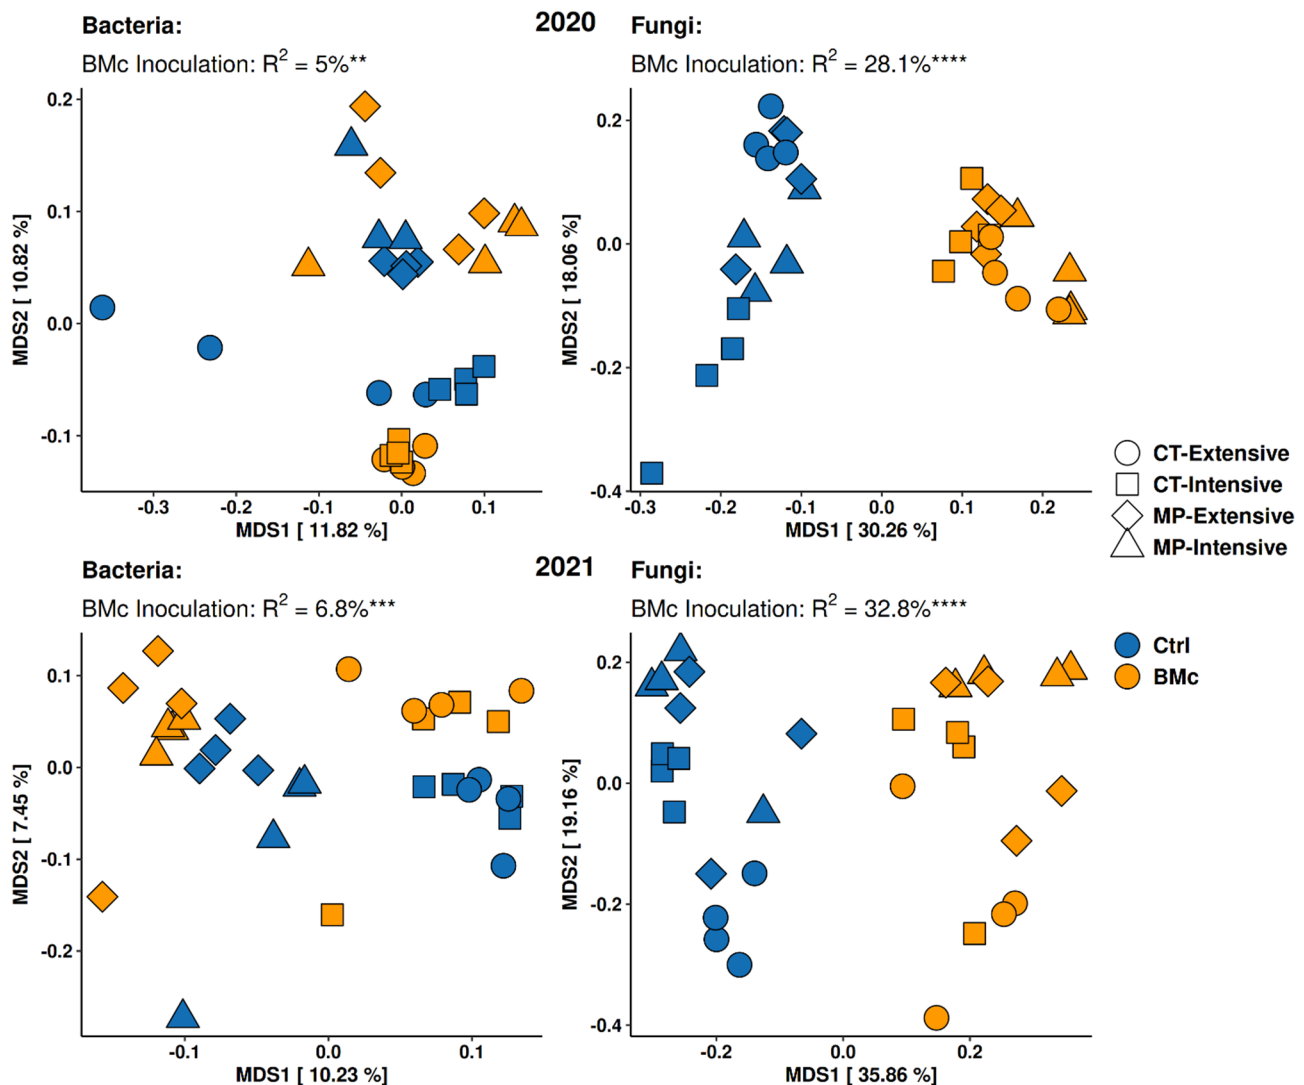 Bacteria:
2020
Fungi:
BMc Inoculation: R2 = 5%**
BMc Inoculation: R2 = 28.1%****
MDS2 [ 10.82 %]
0.2
0.1
0.0
-0.1
-0.3
-0.2
-0.1
0.0
0.1
MDS1 [ 11.82 %]
MDS2 [ 18.06 %]
0.2
0.0
-0.2
-0.4
-0.3
-0.2
-0.1
0.0
0.1
0.2
MDS1 [ 30.26 %]
CT-Extensive
CT-Intensive
MP-Extensive
MP-Intensive
Ctrl
BMc
Bacteria:
2021
Fungi:
BMc Inoculation: R2 = 6.8%***
BMc Inoculation: R2 = 32.8%****
MDS2 [ 7.45 %]
0.1
0.0
-0.1
-0.2
-0.1
0.0
0.1
MDS1 [ 10.23 %]
MDS2 [ 19.16 %]
0.2
0.0
-0.2
-0.4
-0.2
0.0
0.2
MDS1 [ 35.86 %]